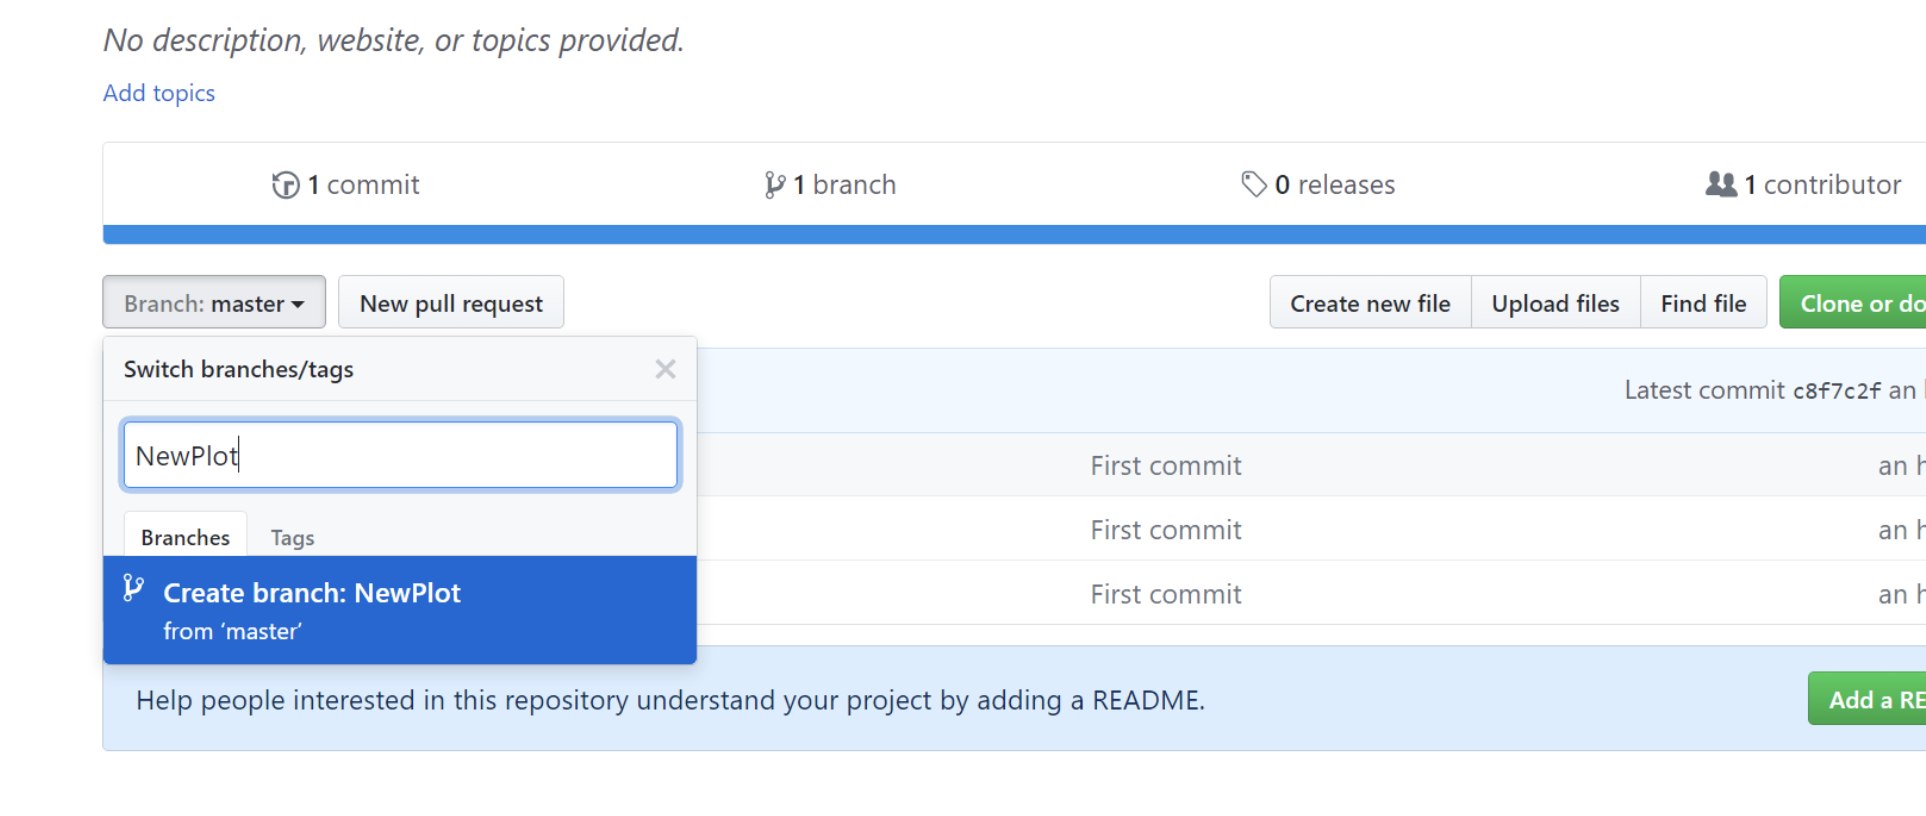 No description, website, or topics provided.
Add topics
1 commit
1 branch
0 releases
1 contributor
Branch: master
New pull request
Create new file
Upload files
Find file
Clone or do
Switch branches/tags
Latest commit c8f7c2f an
NewPlot
First commit
an h
Branches
Tags
First commit
an h
Create branch: NewPlot
from ‘master’
First commit
an h
Help people interested in this repository understand your project by adding a README.
Add a RE